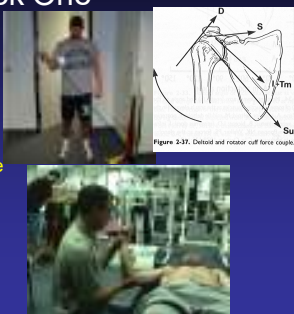 ck One
D
S
I-Tm
Su
Figure 2-37. Deltoid and rotator cuff force couple.
e